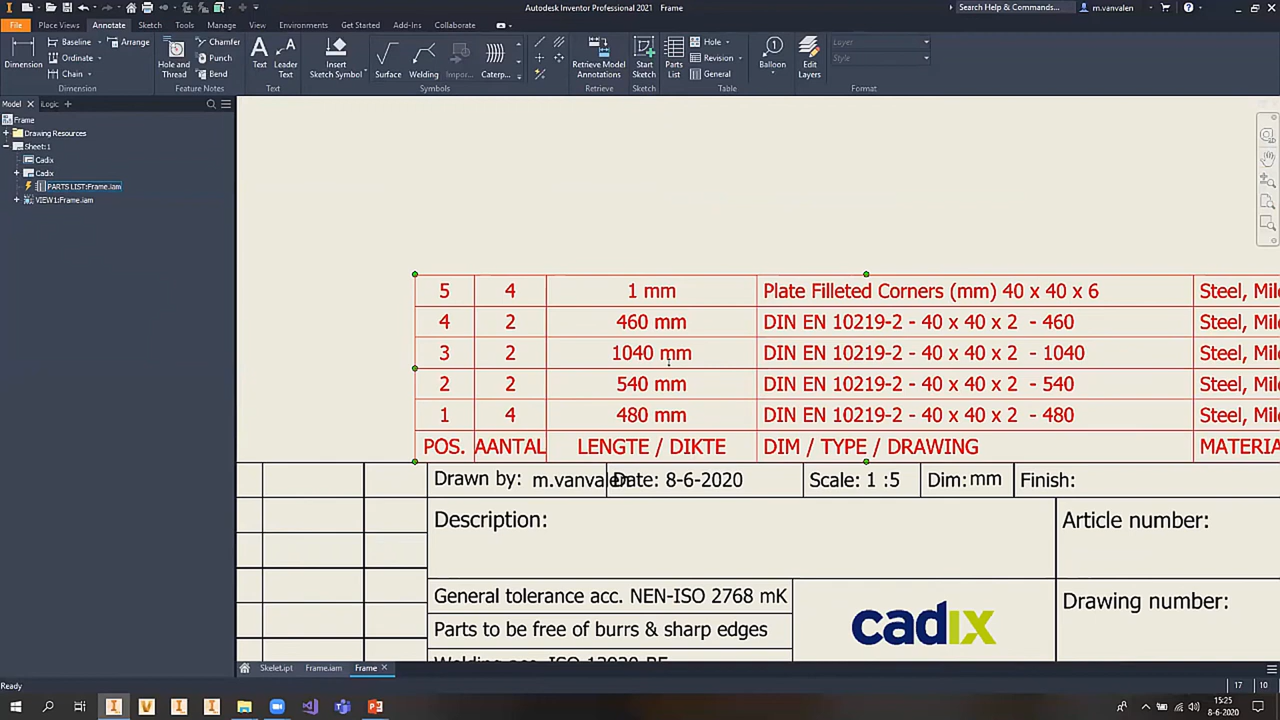 Autodesk Inventor Professional 2021 Frame
Search Help & Commands...
m.vanvalen
File Place Views Annotate Sketch Tools Manage View Environments Get Started Add-Ins Collaborate
Dimension
Baseline
Ordinate
Chain
Arrange
Dimension
Hole and Thread
Chamfer
Punch
Bend
Feature Notes
Text
Leader Text
Text
Insert Sketch Symbol
Surface
Welding
Impor...
Caterp...
Symbols
Retrieve Model Annotations
Retrieve
Start Sketch
Sketch
Parts List
Hole
Revision
General
Table
Balloon
Edit Layers
Layer
Style
Format
Model
iLogic
Frame
Drawing Resources
Sheet:1
Cadix
Cadix
PARTS LIST:Frame.iam
VIEW1:Frame.iam
5 4 1 mm Plate Filleted Corners (mm) 40 x 40 x 6
4 2 460 mm DIN EN 10219-2 - 40 x 40 x 2 - 460
3 2 1040 mm DIN EN 10219-2 - 40 x 40 x 2 - 1040
2 2 540 mm DIN EN 10219-2 - 40 x 40 x 2 - 540
1 4 480 mm DIN EN 10219-2 - 40 x 40 x 2 - 480
POS. AANTAL LENGTE / DIKTE DIM / TYPE / DRAWING
Drawn by: m.vanvalen Date: 8-6-2020 Scale: 1 :5 Dim: mm Finish:
Description:
Article number:
General tolerance acc. NEN-ISO 2768 mK
Parts to be free of burrs & sharp edges
cadix
Drawing number:
Skelet.ipt Frame.iam Frame
Ready
17 10
15:25
8-6-2020